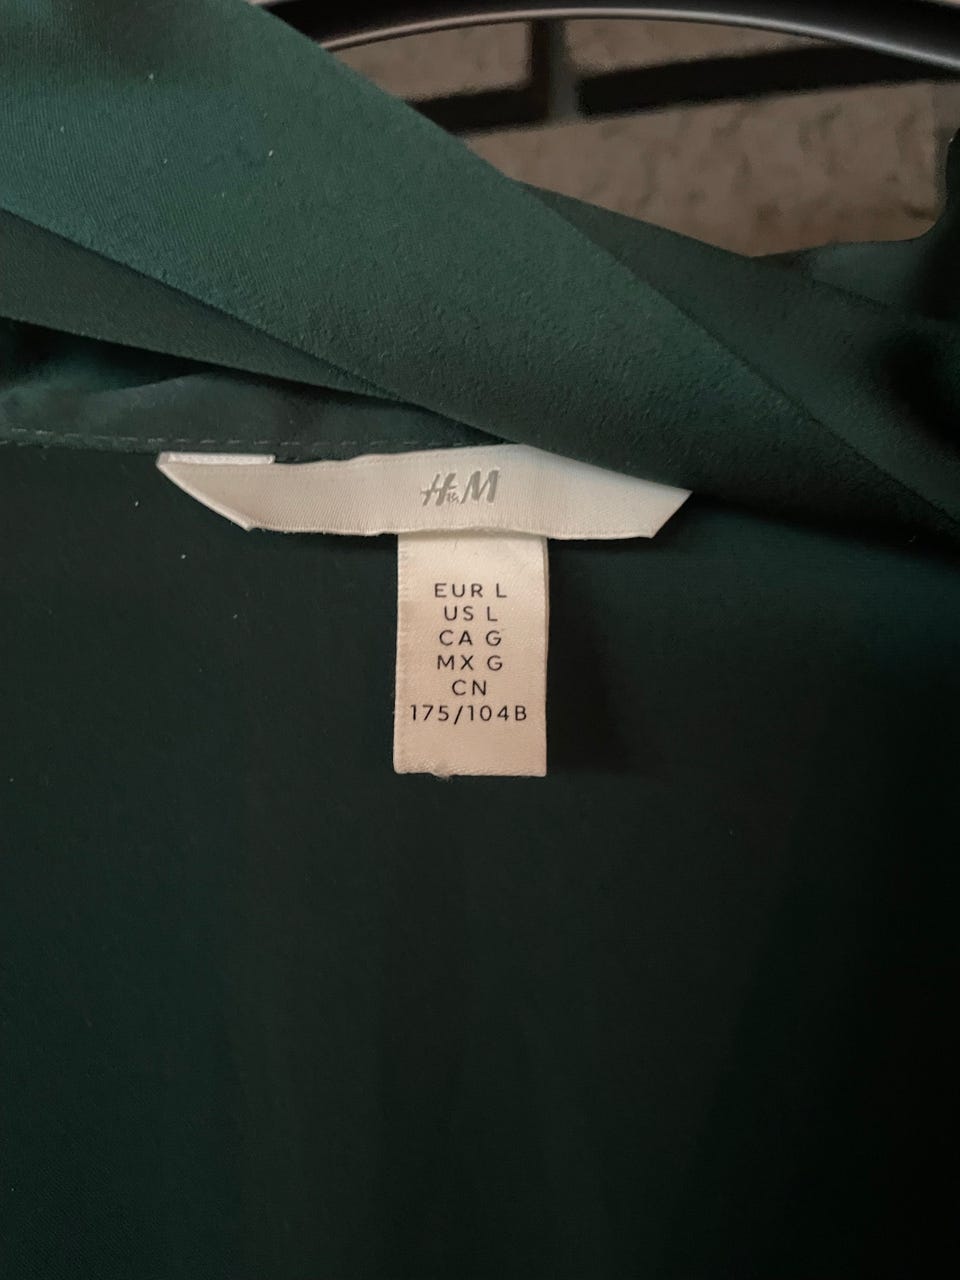 H&M
EUR L
US L
CA G
MX G
CN
175/104B